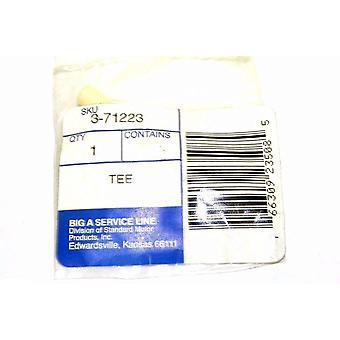 SKU
3-71223
QTY
CONTAINS
1
TEE
BIG A SERVICE LINE
Division of Standard Motor
Products, Inc.
Edwardsville, Kansas 66111
66309 23508 5